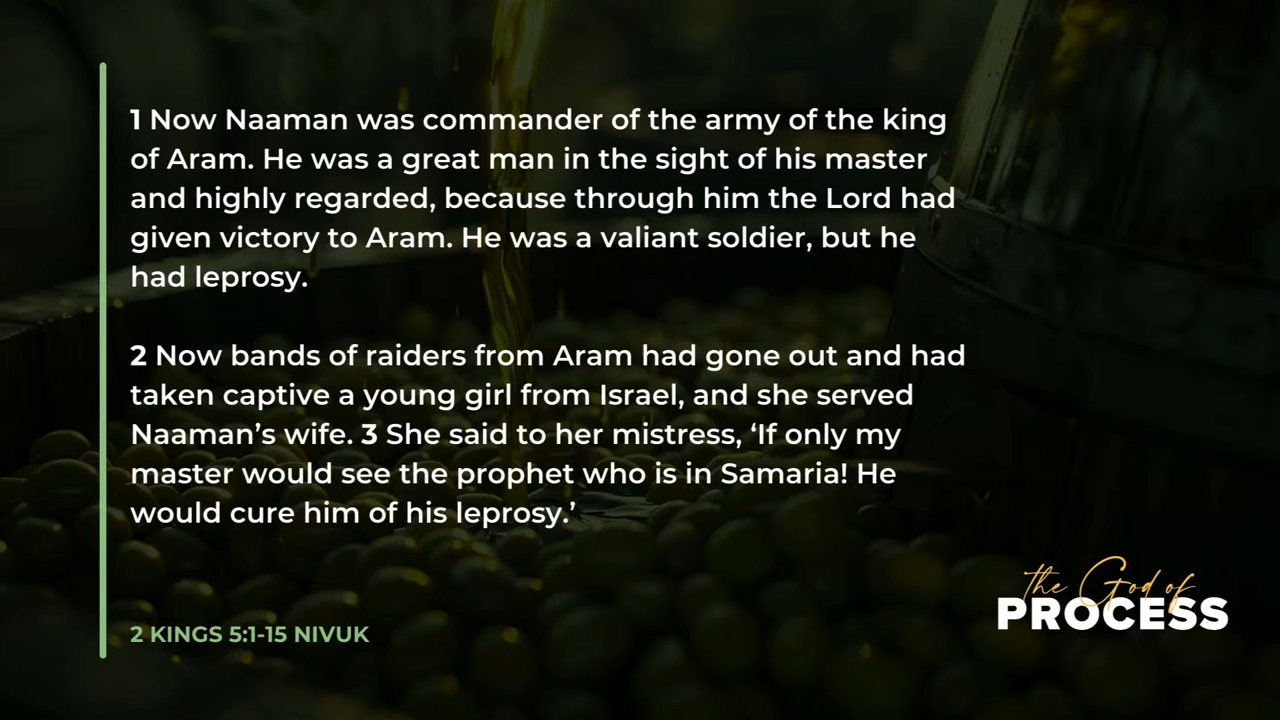 1 Now Naaman was commander of the army of the king
of Aram. He was a great man in the sight of his master
and highly regarded, because through him the Lord had
given victory to Aram. He was a valiant soldier, but he
had leprosy.
2 Now bands of raiders from Aram had gone out and had
taken captive a young girl from Israel, and she served
Naaman’s wife. 3 She said to her mistress, ‘If only my
master would see the prophet who is in Samaria! He
would cure him of his leprosy.’
2 KINGS 5:1-15 NIVUK
the God of
PROCESS